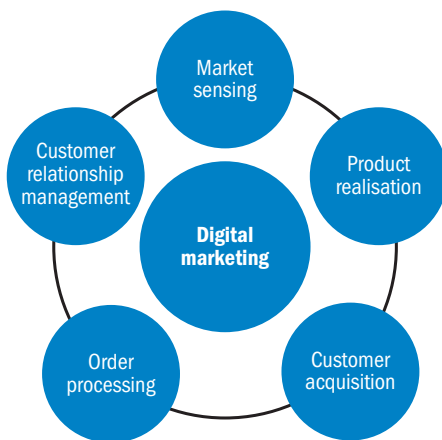 Market
sensing
Customer
relationship
management
Product
realisation
Digital
marketing
Order
processing
Customer
acquisition